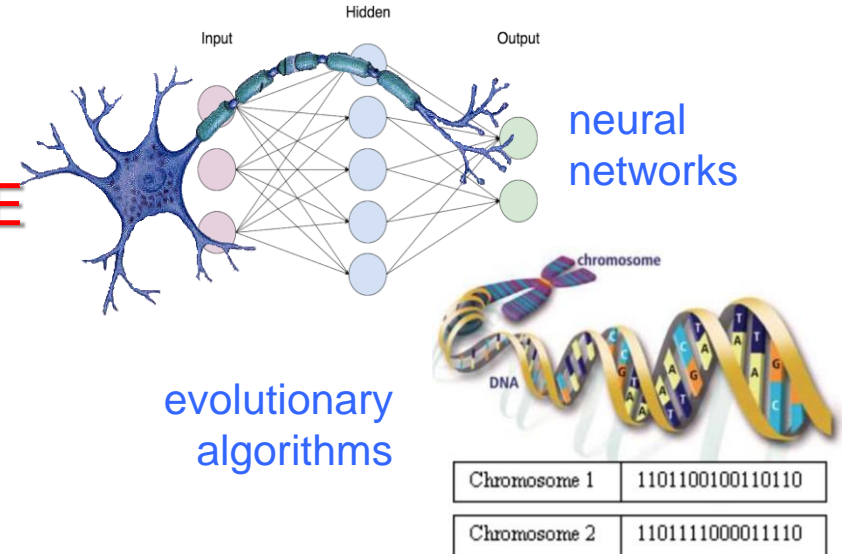 Hidden
Input
Output
neural
networks
chromosome
DNA
C
C
G
T
A
A
A
C
G
T
T
A
A
T
T
A
G
C
evolutionary
algorithms
Chromosome 1 1101100100110110
Chromosome 2 1101111000011110